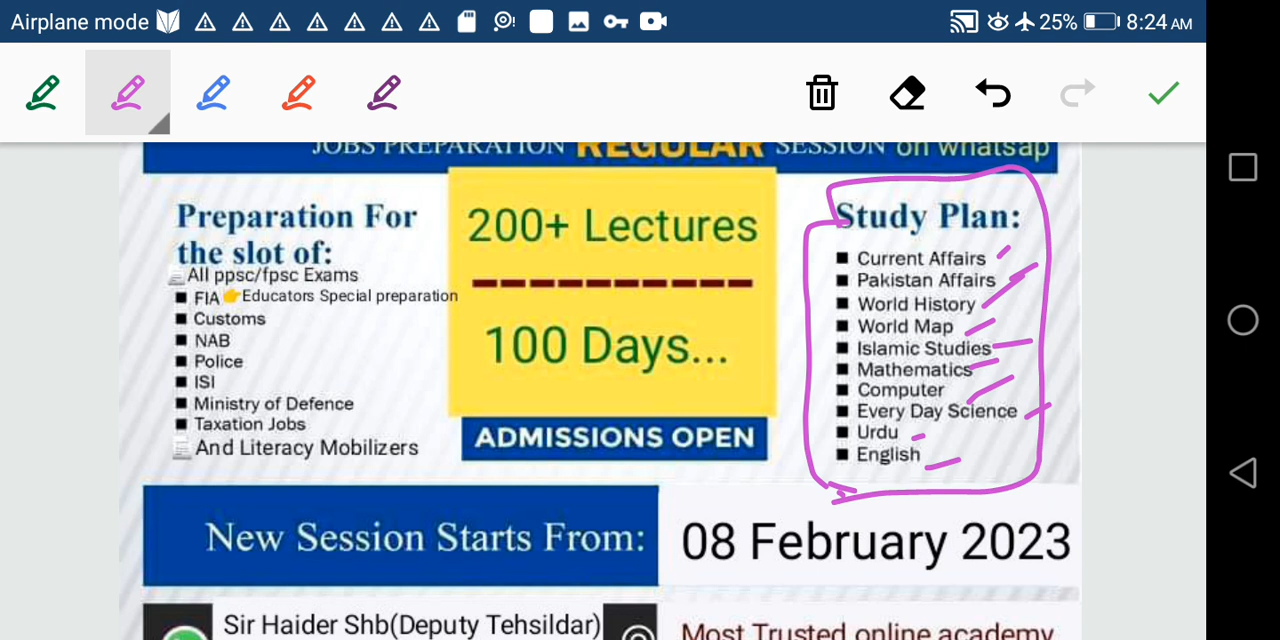 Airplane mode 25% 8:24 AM
JOBS PREPARATION REGULAR SESSION on whatsap
Preparation For
the slot of:
All ppsc/fpsc Exams
FIA 👉Educators Special preparation
Customs
NAB
Police
ISI
Ministry of Defence
Taxation Jobs
And Literacy Mobilizers
200+ Lectures
100 Days...
ADMISSIONS OPEN
Study Plan:
Current Affairs
Pakistan Affairs
World History
World Map
Islamic Studies
Mathematics
Computer
Every Day Science
Urdu
English
New Session Starts From: 08 February 2023
Sir Haider Shb(Deputy Tehsildar)
Most Trusted online academy